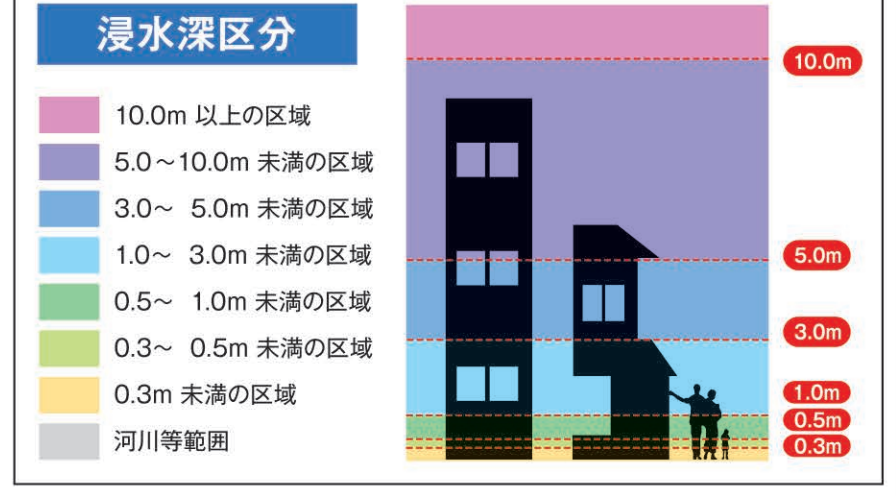 浸水深区分
10.0m 以上の区域
5.0～10.0m 未満の区域
3.0～ 5.0m 未満の区域
1.0～ 3.0m 未満の区域
0.5～ 1.0m 未満の区域
0.3～ 0.5m 未満の区域
0.3m 未満の区域
河川等範囲
10.0m
5.0m
3.0m
1.0m
0.5m
0.3m